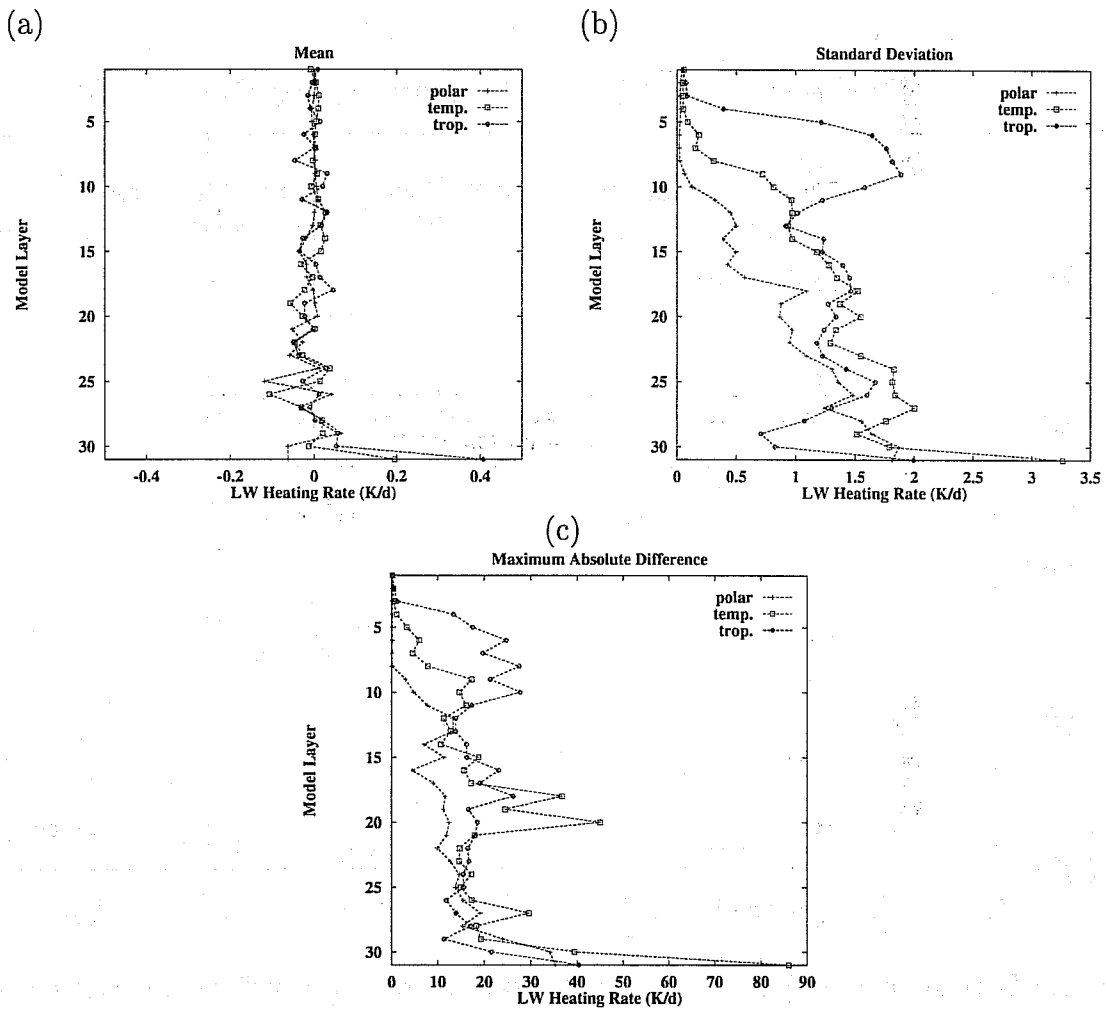 (a)
Mean
polar
temp.
trop.
5
10
15
20
25
30
Model Layer
-0.4
-0.2
0
0.2
0.4
LW Heating Rate (K/d)
(b)
Standard Deviation
polar
temp.
trop.
5
10
15
20
25
30
Model Layer
0
0.5
1
1.5
2
2.5
3
3.5
LW Heating Rate (K/d)
(c)
Maximum Absolute Difference
polar
temp.
trop.
5
10
15
20
25
30
Model Layer
0
10
20
30
40
50
60
70
80
90
LW Heating Rate (K/d)